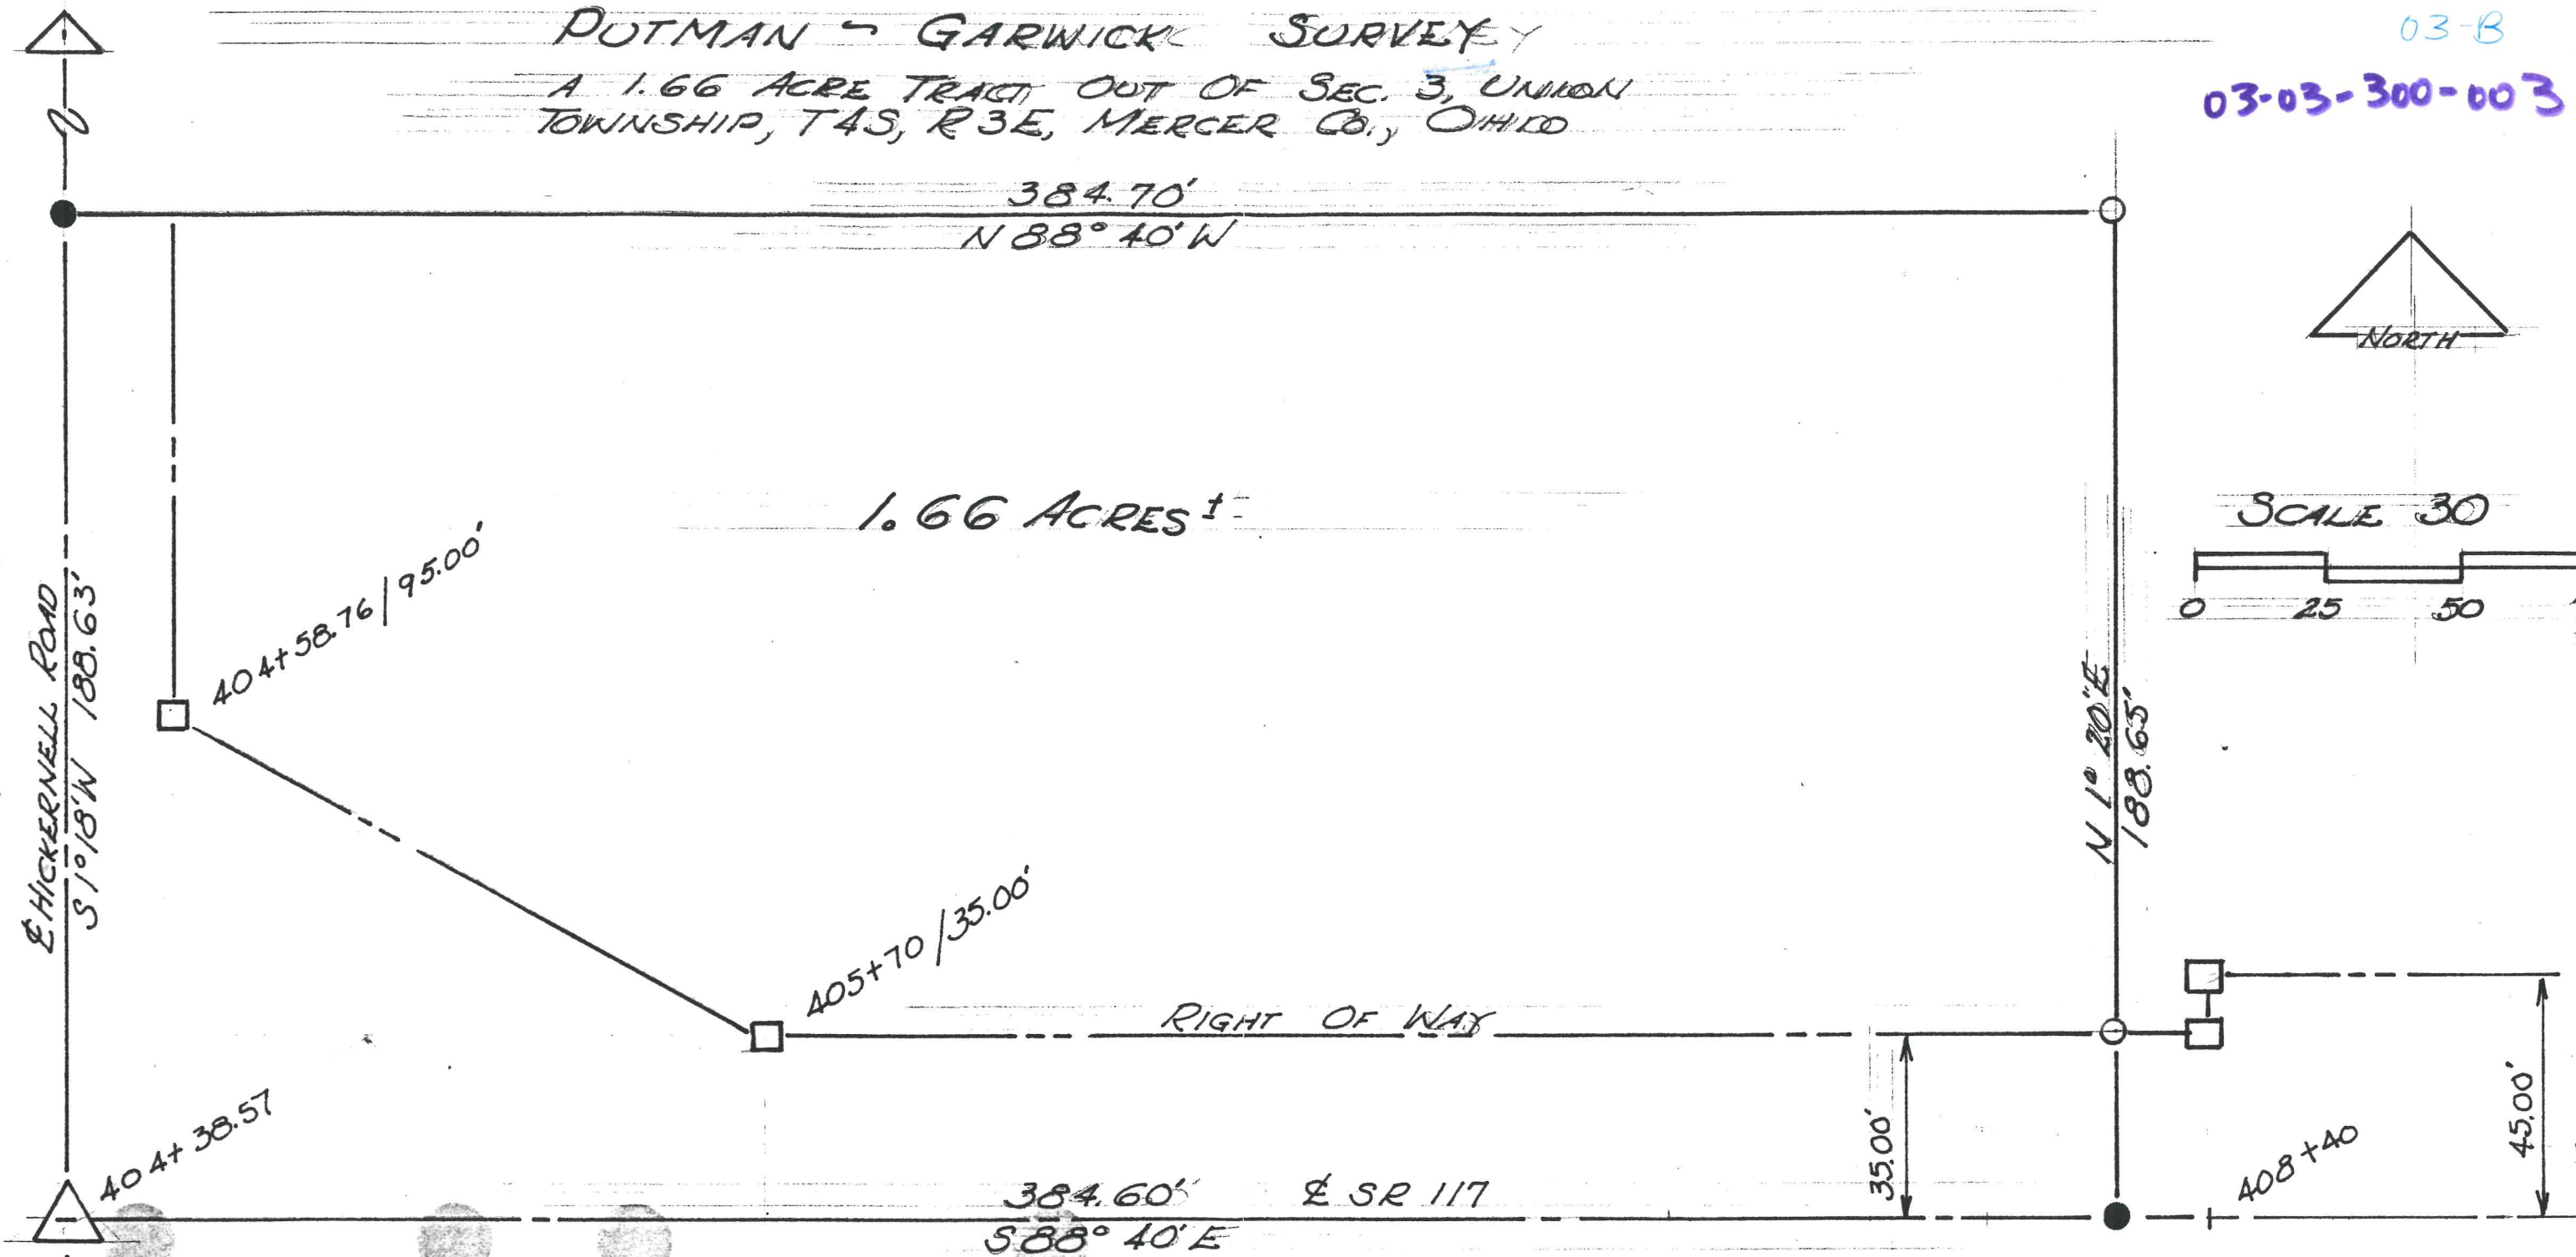 PUTMAN - GARWICK SURVEY
A 1.66 ACRE TRACT OUT OF SEC. 3, UNION
TOWNSHIP, T4S, R3E, MERCER CO., OHIO
03-B
03-03-300-003
384.70'
N 88° 40' W
NORTH
1.66 ACRES ±
SCALE 30
0 25 50
404+58.76 / 95.00'
℄ HICKERNELL ROAD
S 1° 18' W 188.63'
N 1° 20' E
188.65'
405+70 / 35.00'
RIGHT OF WAY
35.00'
45.00'
404+38.57
408+40
384.60' ℄ SR 117
S 88° 40' E